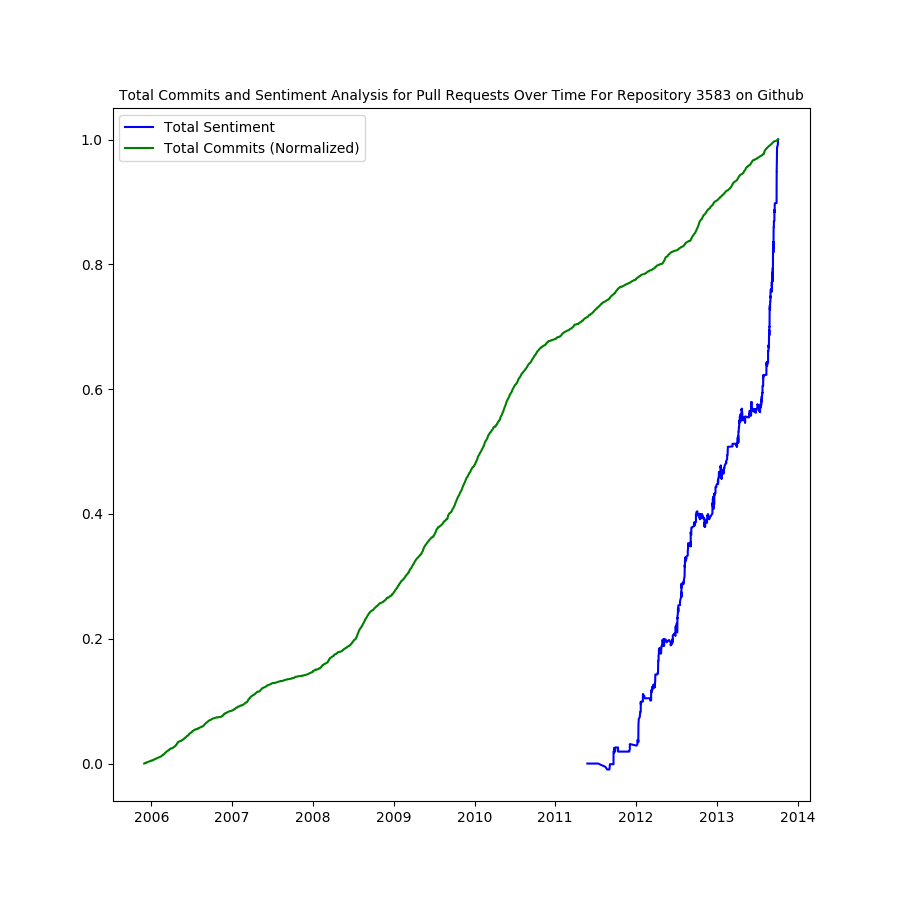 Total Commits and Sentiment Analysis for Pull Requests Over Time For Repository 3583 on Github
Total Sentiment
Total Commits (Normalized)
1.0
0.8
0.6
0.4
0.2
0.0
2006 2007 2008 2009 2010 2011 2012 2013 2014